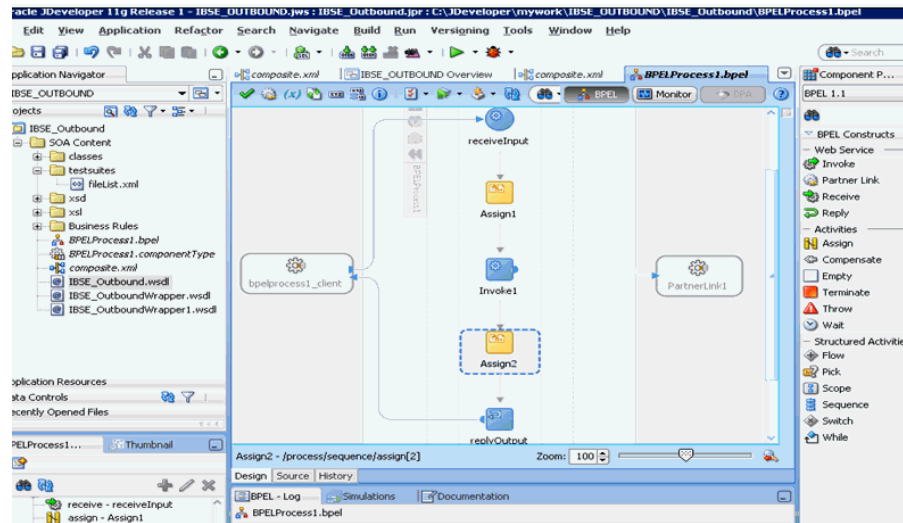 racle JDeveloper 11g Release 1 - IBSE_OUTBOUND.jws : IBSE_Outbound.jpr : C:\JDeveloper\mywork\IBSE_OUTBOUND\IBSE_Outbound\BPELPro
Edit View Application Refactor Search Navigate Build Run Versioning Tools Window Help
Search
pplication Navigator
composite.xml
IBSE_OUTBOUND Overview
composite.xml
BPELProcess1.bpel
Component P...
IBSE_OUTBOUND
BPEL
Monitor
BPEL 1.1
ojects
IBSE_Outbound
SOA Content
classes
testsuites
fileList.xml
xsd
xsl
Business Rules
BPELProcess1.bpel
BPELProcess1.componentType
composite.xml
IBSE_Outbound.wsdl
IBSE_OutboundWrapper.wsdl
IBSE_OutboundWrapper1.wsdl
pplication Resources
ata Controls
ecently Opened Files
PELProcess1...
Thumbnail
receive - receiveInput
assign - Assign1
BPELProcess1
receiveInput
Assign1
bpelprocess1_client
Invoke1
PartnerLink1
Assign2
replyOutput
Assign2 - /process/sequence/assign[2]
Zoom: 100
Design Source History
BPEL - Log
Simulations
Documentation
BPELProcess1.bpel
BPEL Constructs
Web Service
Invoke
Partner Link
Receive
Reply
Activities
Assign
Compensate
Empty
Terminate
Throw
Wait
Structured Activitie
Flow
Pick
Scope
Sequence
Switch
While